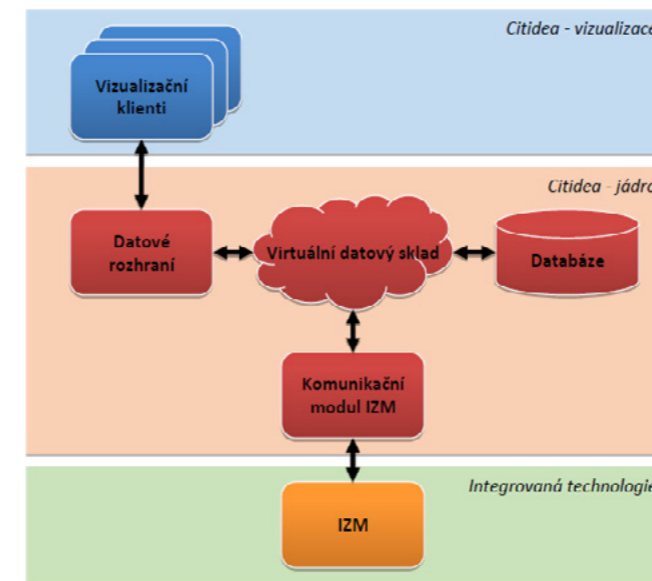 Citidea - vizualizace
Vizualizační
klienti
Citidea - jádro
Datové
rozhraní
Virtuální datový sklad
Databáze
Komunikační
modul IZM
Integrovaná technologie
IZM